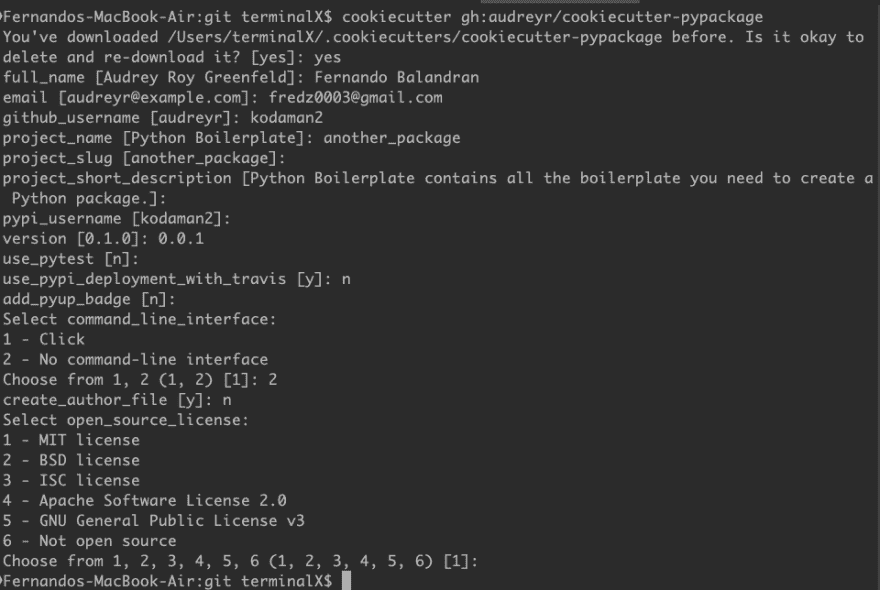 Fernandos-MacBook-Air:git terminalX$ cookiecutter gh:audreyr/cookiecutter-pypackage
You've downloaded /Users/terminalX/.cookiecutters/cookiecutter-pypackage before. Is it okay to
delete and re-download it? [yes]: yes
full_name [Audrey Roy Greenfeld]: Fernando Balandran
email [audreyr@example.com]: fredz0003@gmail.com
github_username [audreyr]: kodaman2
project_name [Python Boilerplate]: another_package
project_slug [another_package]:
project_short_description [Python Boilerplate contains all the boilerplate you need to create a
 Python package.]:
pypi_username [kodaman2]:
version [0.1.0]: 0.0.1
use_pytest [n]:
use_pypi_deployment_with_travis [y]: n
add_pyup_badge [n]:
Select command_line_interface:
1 - Click
2 - No command-line interface
Choose from 1, 2 (1, 2) [1]: 2
create_author_file [y]: n
Select open_source_license:
1 - MIT license
2 - BSD license
3 - ISC license
4 - Apache Software License 2.0
5 - GNU General Public License v3
6 - Not open source
Choose from 1, 2, 3, 4, 5, 6 (1, 2, 3, 4, 5, 6) [1]:
Fernandos-MacBook-Air:git terminalX$